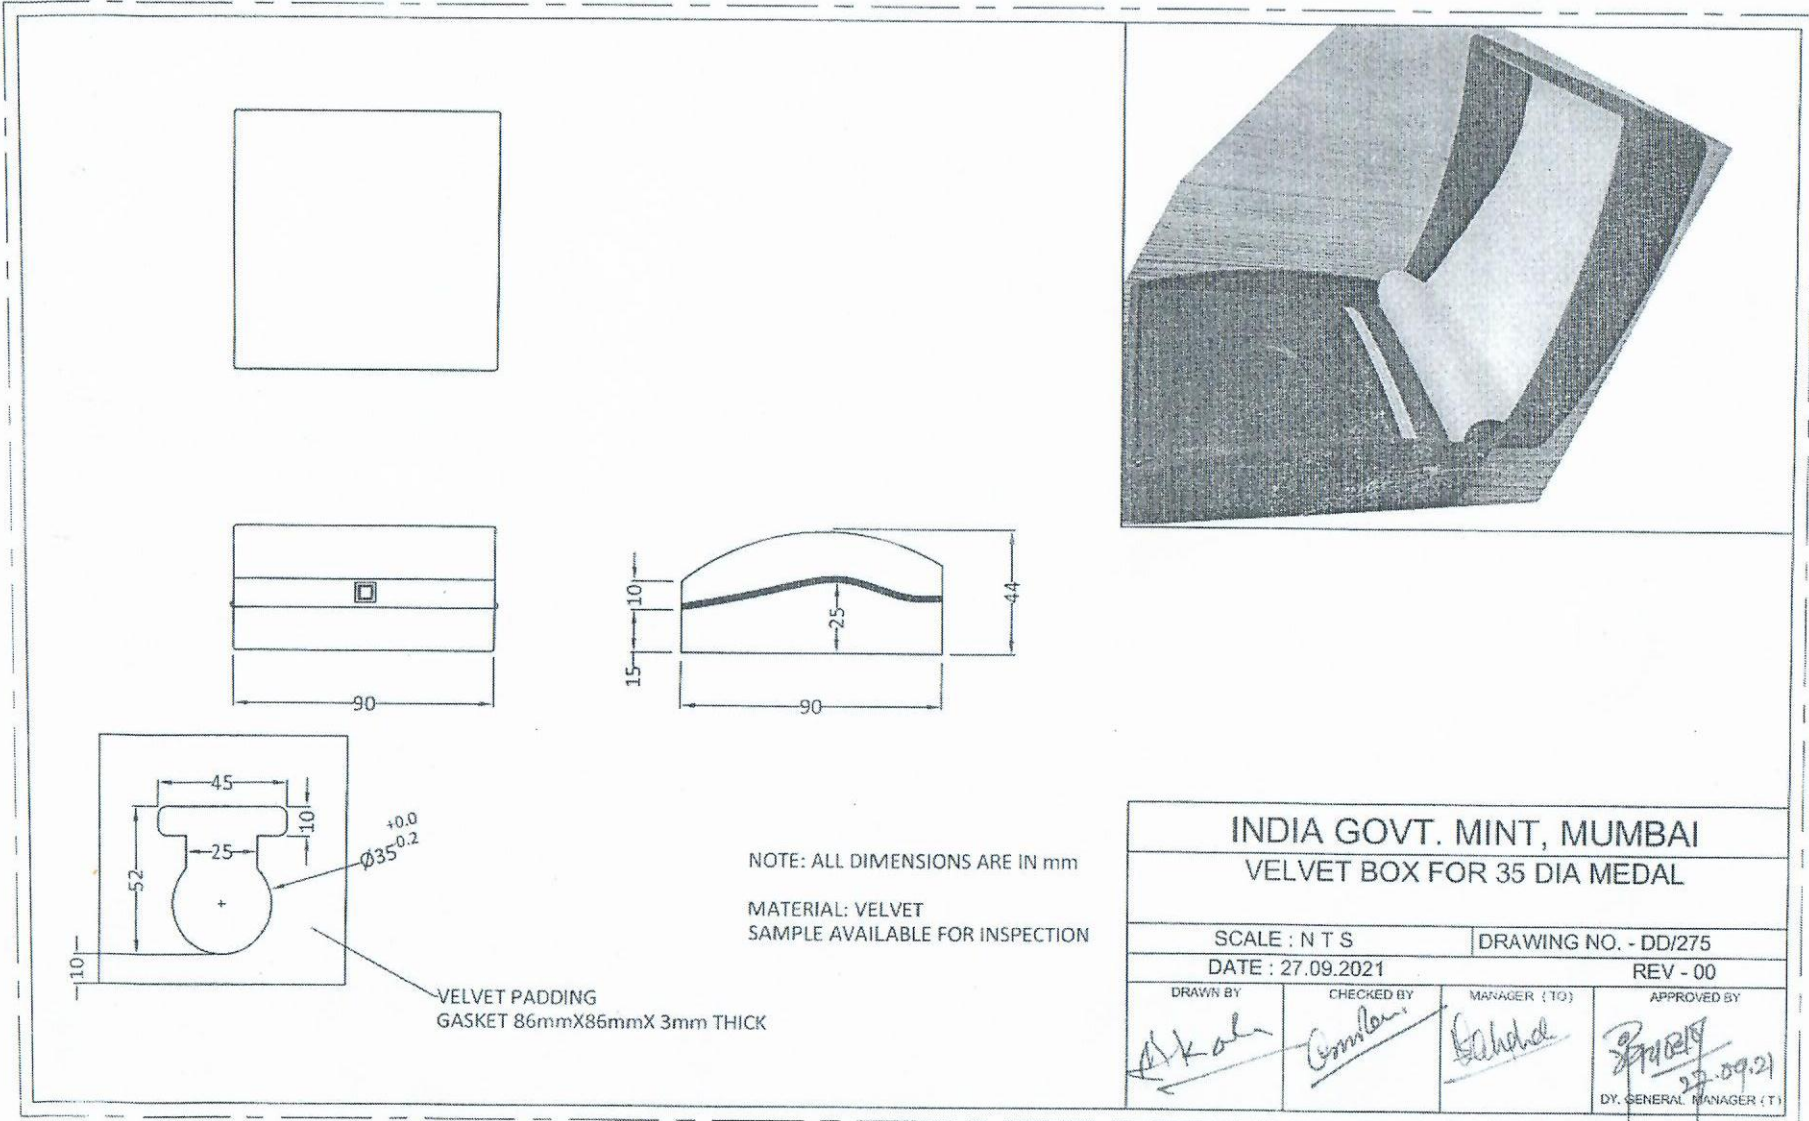 90
10
15
25
44
90
45
10
25
52
10
+0.0
Ø35-0.2
VELVET PADDING
GASKET 86mmX86mmX 3mm THICK
NOTE: ALL DIMENSIONS ARE IN mm
MATERIAL: VELVET
SAMPLE AVAILABLE FOR INSPECTION
INDIA GOVT. MINT, MUMBAI
VELVET BOX FOR 35 DIA MEDAL
SCALE : N T S
DRAWING NO. - DD/275
DATE : 27.09.2021
REV - 00
DRAWN BY
CHECKED BY
MANAGER (TO)
APPROVED BY
27.09.21
DY. GENERAL MANAGER (T)